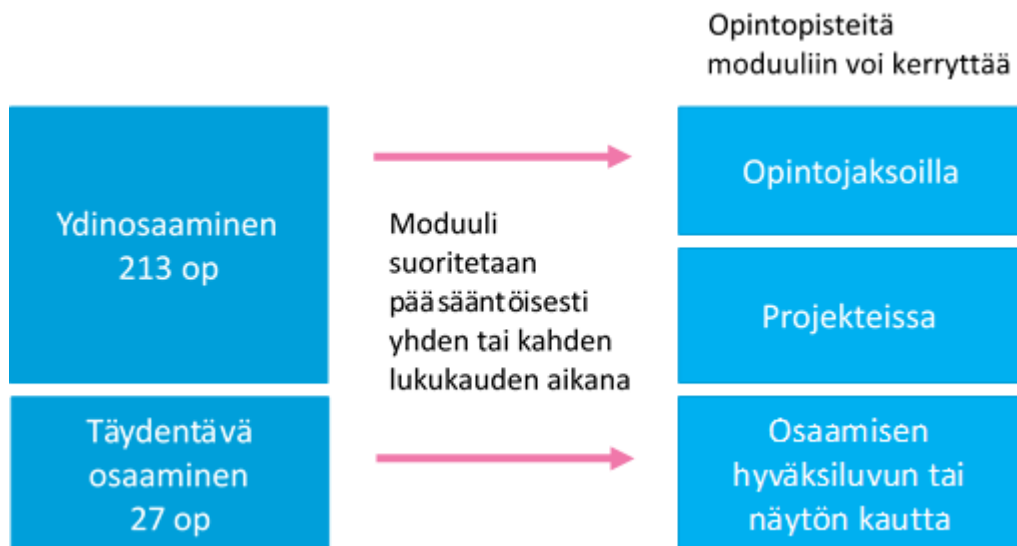 Opintopisteitä
moduuliin voi kerryttää
Ydinosaaminen
213 op
Täydentävä
osaaminen
27 op
Moduuli
suoritetaan
pääsääntöisesti
yhden tai kahden
lukukauden aikana
Opintojaksoilla
Projekteissa
Osaamisen
hyväksiluvun tai
näytön kautta